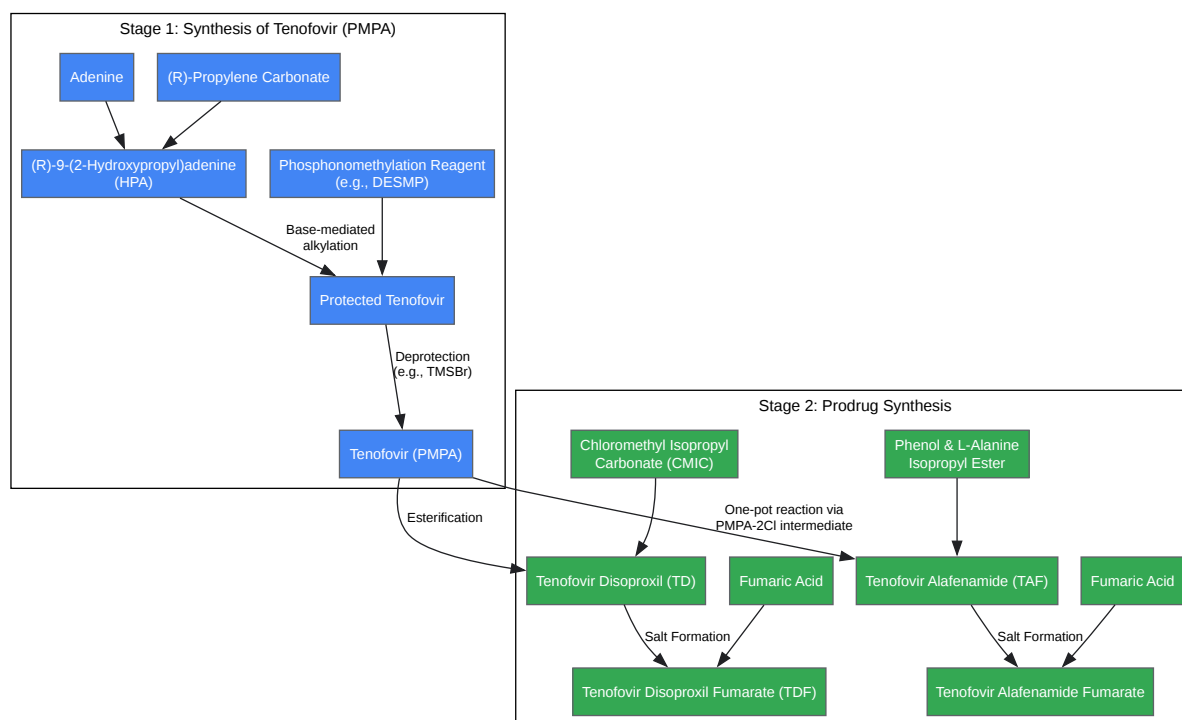 Stage 1: Synthesis of Tenofovir (PMPA)
Adenine
(R)-Propylene Carbonate
(R)-9-(2-Hydroxypropyl)adenine
(HPA)
Phosphonomethylation Reagent
(e.g., DESMP)
Base-mediated
alkylation
Protected Tenofovir
Deprotection
(e.g., TMSBr)
Tenofovir (PMPA)
Stage 2: Prodrug Synthesis
Chloromethyl Isopropyl
Carbonate (CMIC)
Phenol & L-Alanine
Isopropyl Ester
Esterification
One-pot reaction via
PMPA-2Cl intermediate
Tenofovir Disoproxil (TD)
Fumaric Acid
Tenofovir Alafenamide (TAF)
Fumaric Acid
Salt Formation
Salt Formation
Tenofovir Disoproxil Fumarate (TDF)
Tenofovir Alafenamide Fumarate